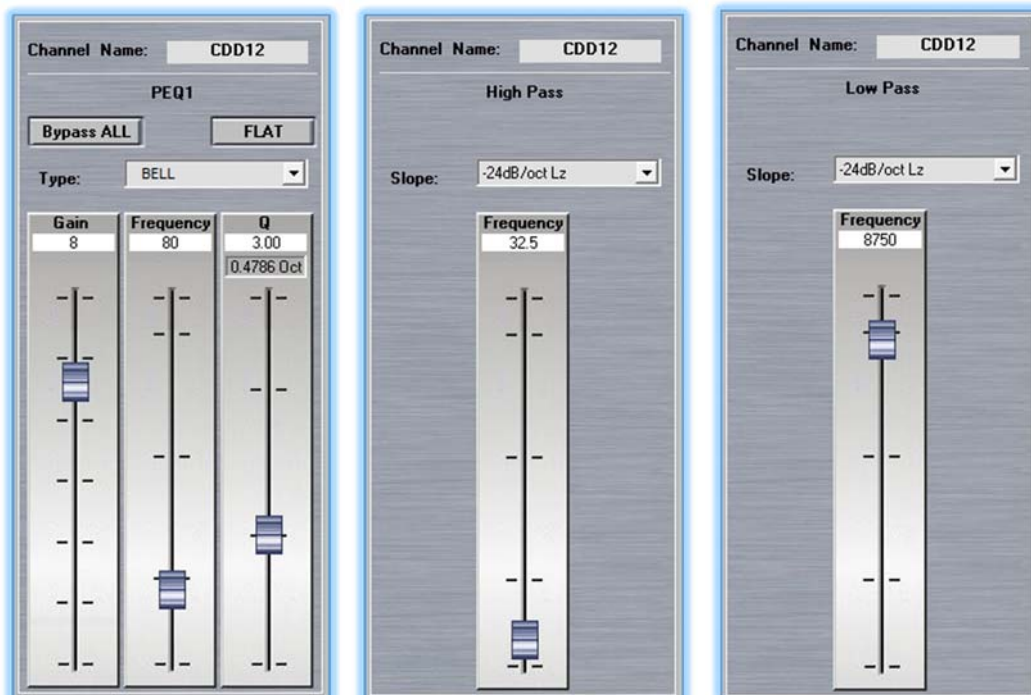 Channel Name: CDD12
PEQ1
Bypass ALL FLAT
Type: BELL
Gain Frequency Q
8 80 3.00
0.4786 Oct
Channel Name: CDD12
High Pass
Slope: -24dB/oct Lz
Frequency
32.5
Channel Name: CDD12
Low Pass
Slope: -24dB/oct Lz
Frequency
8750